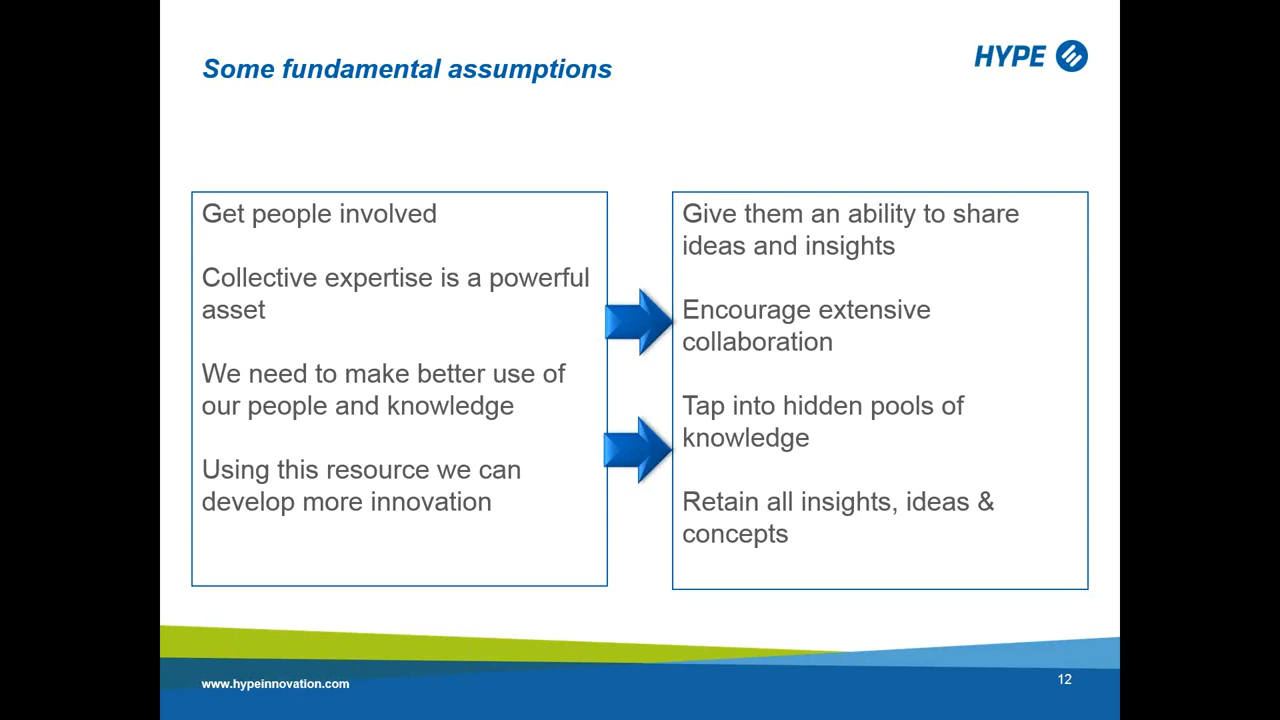 Some fundamental assumptions
HYPE
Get people involved
Collective expertise is a powerful
asset
We need to make better use of
our people and knowledge
Using this resource we can
develop more innovation
Give them an ability to share
ideas and insights
Encourage extensive
collaboration
Tap into hidden pools of
knowledge
Retain all insights, ideas &
concepts
www.hypeinnovation.com
12